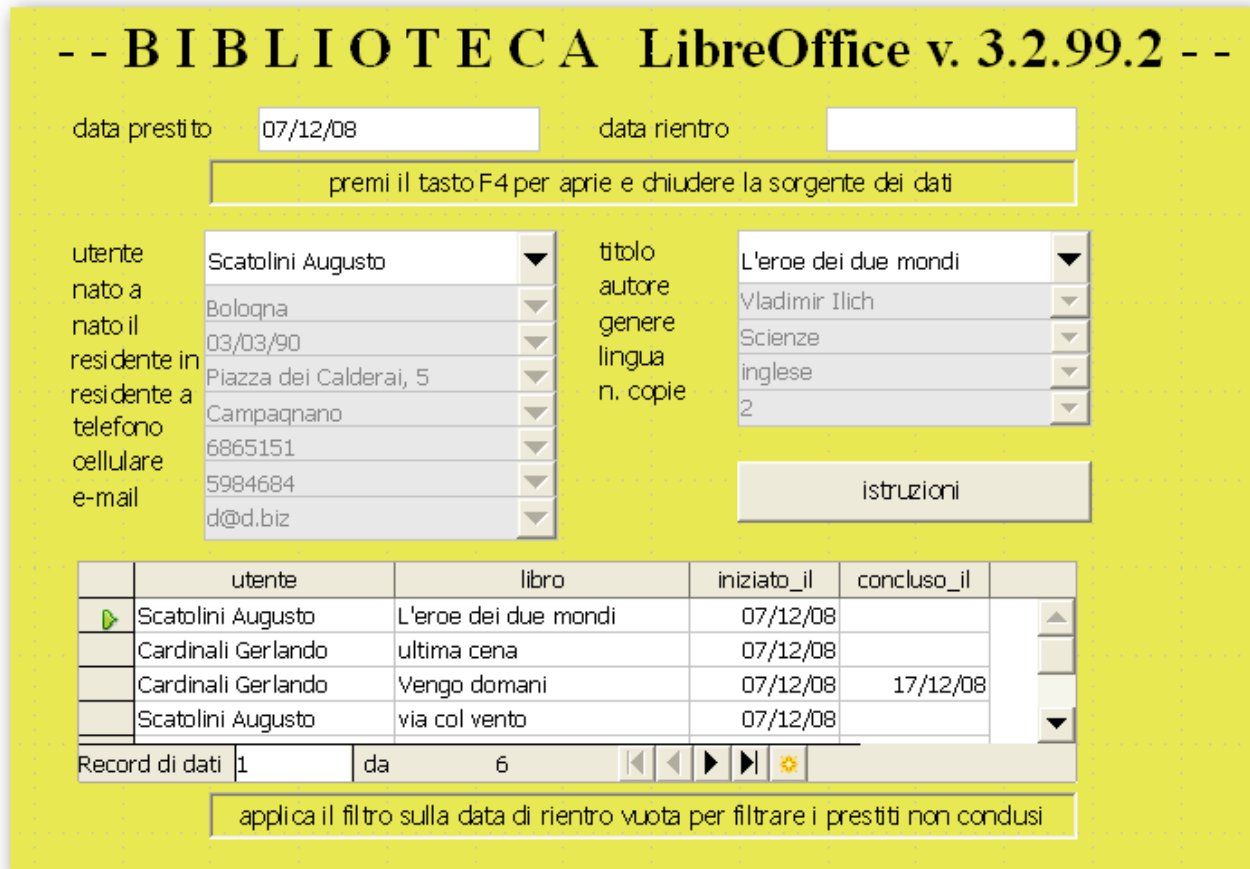 - - B I B L I O T E C A LibreOffice v. 3.2.99.2 - -
data prestito 07/12/08 data rientro
premi il tasto F4 per aprie e chiudere la sorgente dei dati
utente Scatolini Augusto
nato a Bologna
nato il 03/03/90
residente in Piazza dei Calderai, 5
residente a Campagnano
telefono 6865151
cellulare 5984684
e-mail d@d.biz
titolo L'eroe dei due mondi
autore Vladimir Ilich
genere Scienze
lingua inglese
n. copie 2
istruzioni
utente libro iniziato_il concluso_il
Scatolini Augusto L'eroe dei due mondi 07/12/08
Cardinali Gerlando ultima cena 07/12/08
Cardinali Gerlando Vengo domani 07/12/08 17/12/08
Scatolini Augusto via col vento 07/12/08
Record di dati 1 da 6
applica il filtro sulla data di rientro vuota per filtrare i prestiti non conclusi